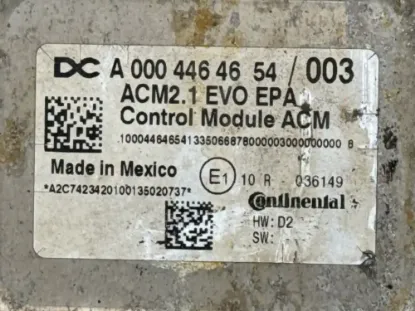 DC A 000 446 46 54 / 003
ACM2.1 EVO EPA
Control Module ACM
10004464654133506687800000300000000 B
Made in Mexico
E1 10 R 036149
*A2C7423420100135020737*
Continental
HW: D2
SW: